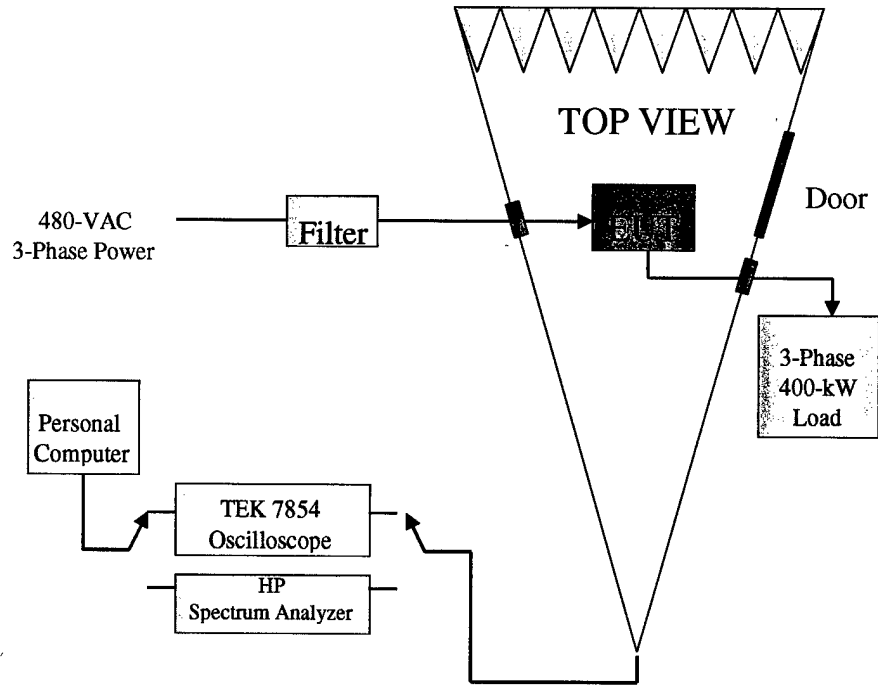 TOP VIEW
Door
480-VAC
3-Phase Power
Filter
EUT
3-Phase
400-kW
Load
Personal
Computer
TEK 7854
Oscilloscope
HP
Spectrum Analyzer